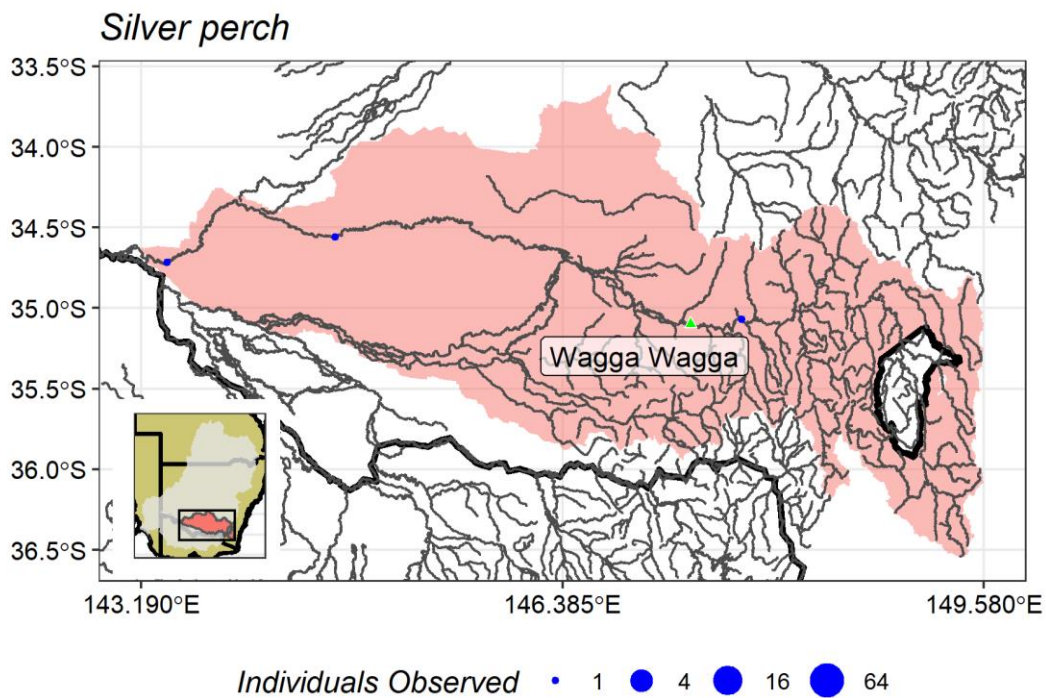 Silver perch
33.5°S
34.0°S
34.5°S
35.0°S
35.5°S
36.0°S
36.5°S
Wagga Wagga
143.190°E 146.385°E 149.580°E
Individuals Observed 1 4 16 64